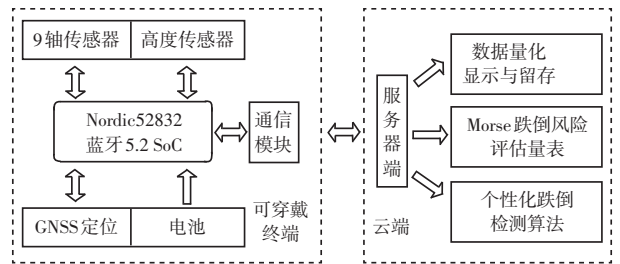 9轴传感器
高度传感器
Nordic52832
蓝牙5.2 SoC
通信
模块
GNSS定位
电池
可穿戴
终端
服
务
器
端
云端
数据量化
显示与留存
Morse跌倒风险
评估量表
个性化跌倒
检测算法